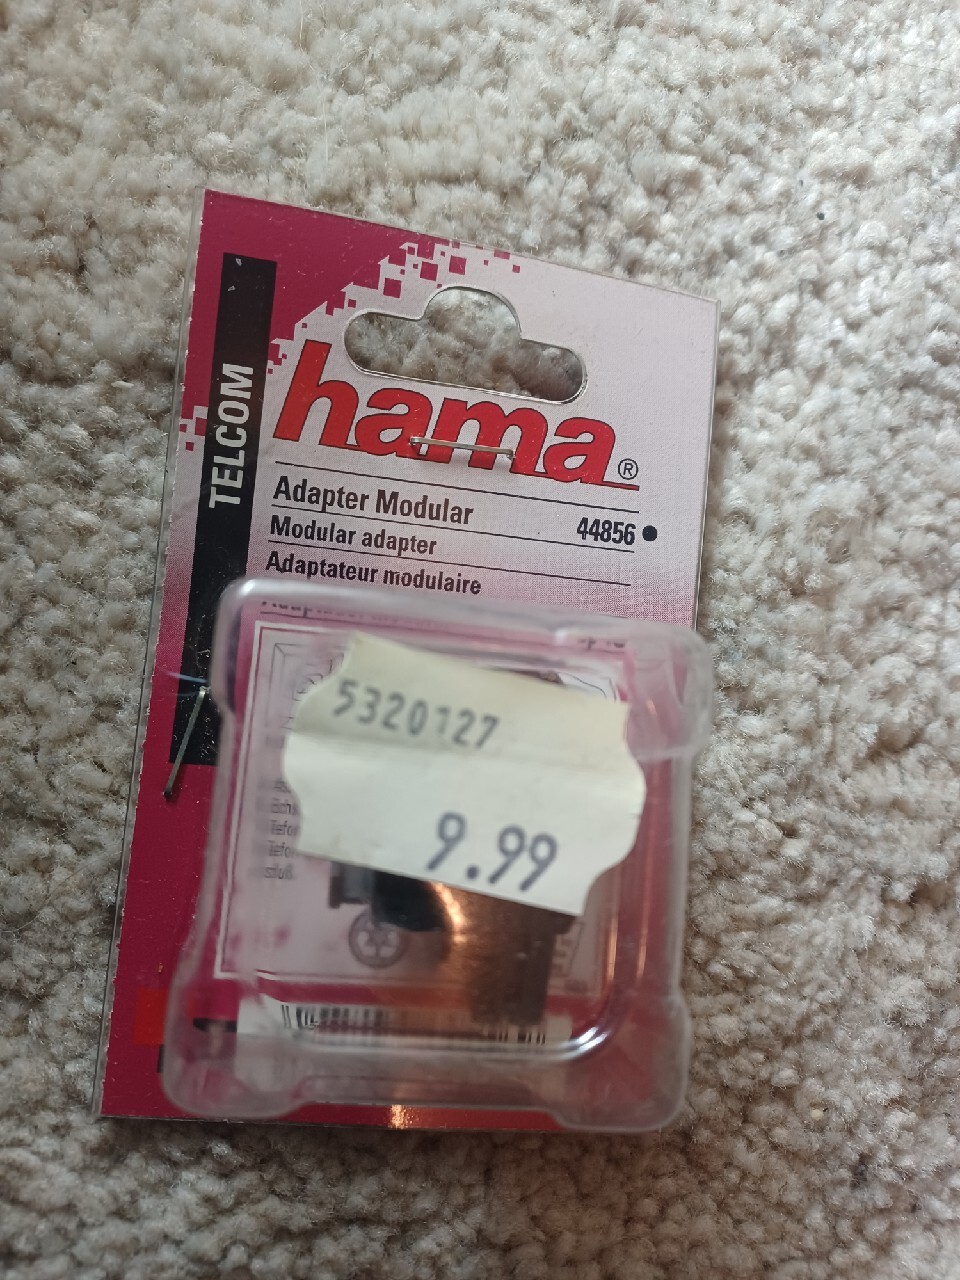 TELCOM
hama®
Adapter Modular
44856
Modular adapter
Adaptateur modulaire
5320127
9.99